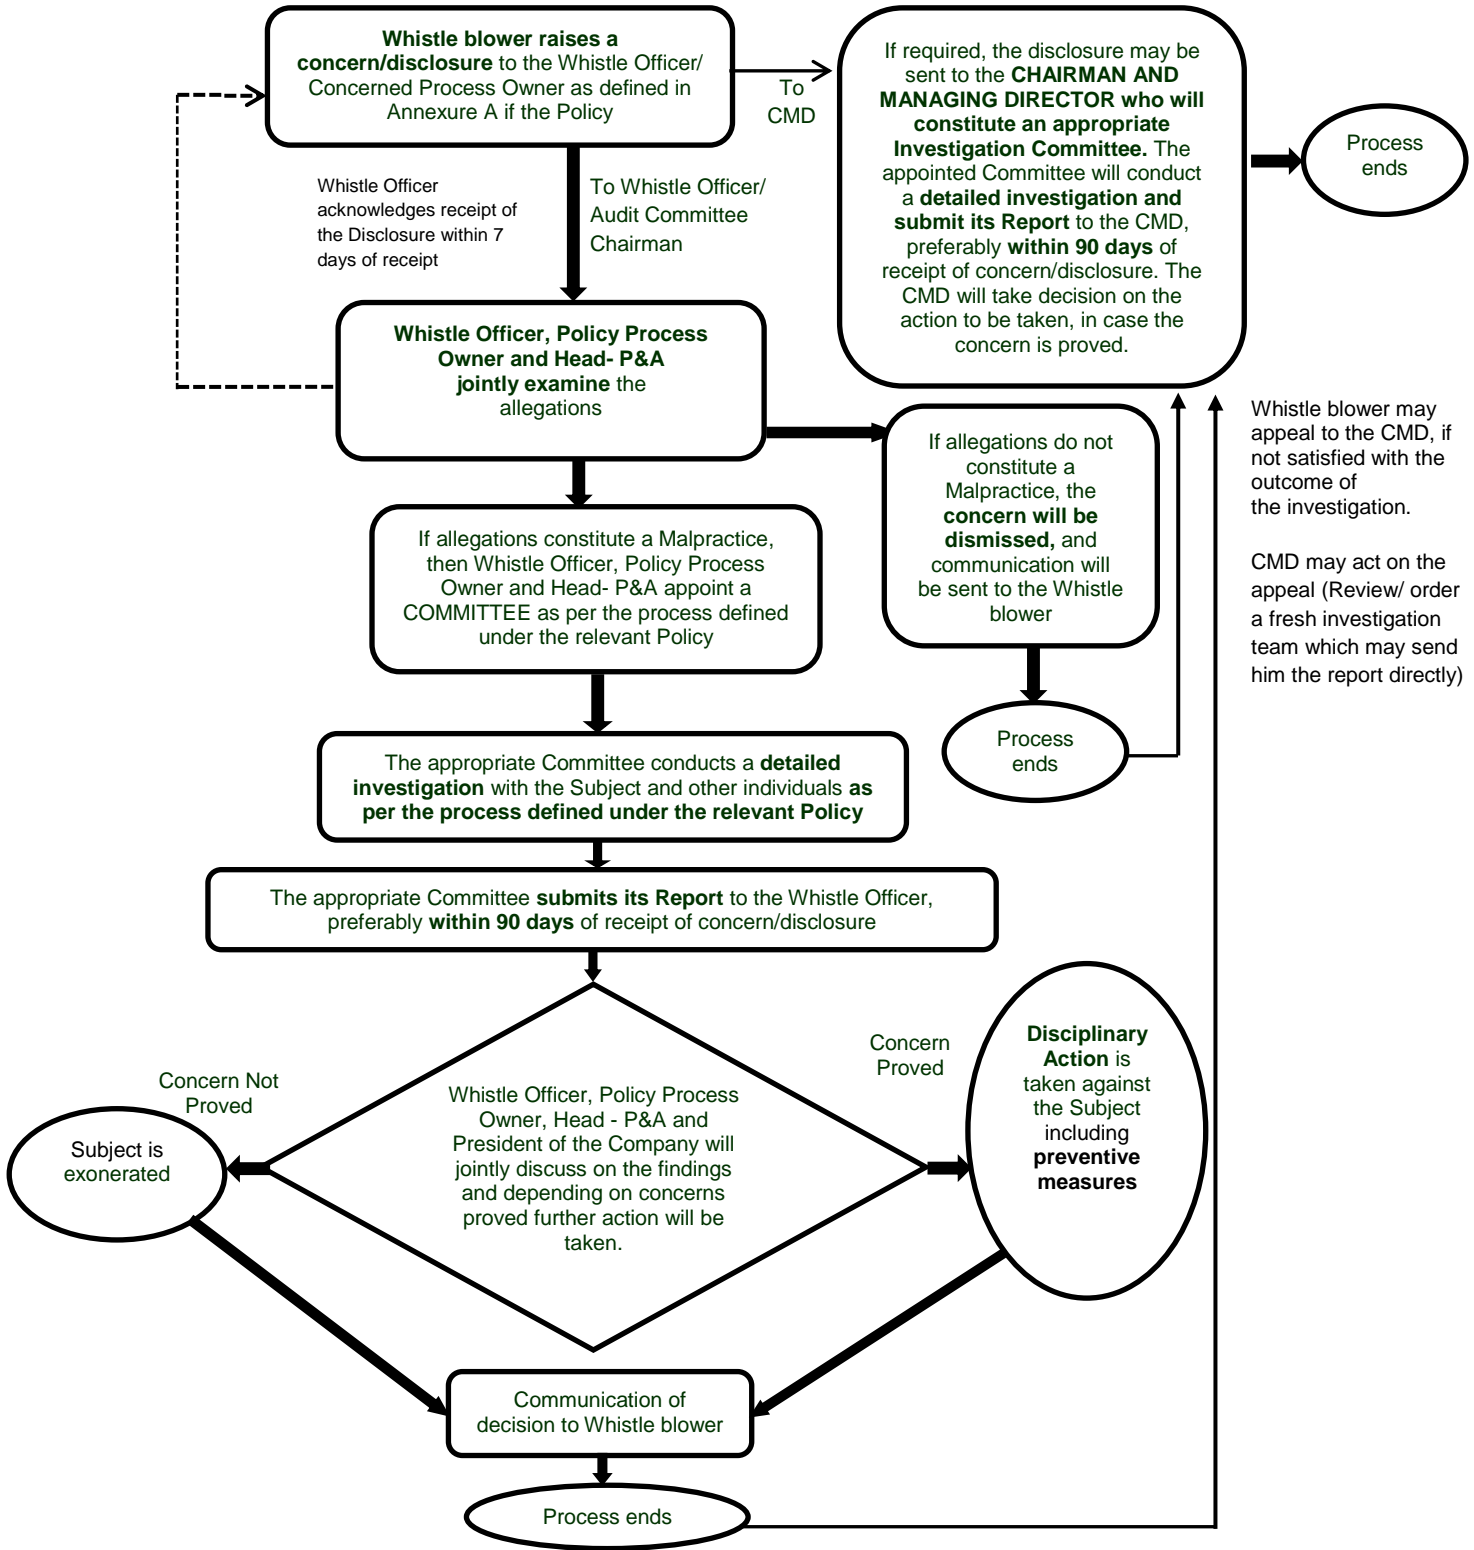 Whistle blower raises a
concern/disclosure to the Whistle Officer/
Concerned Process Owner as defined in
Annexure A if the Policy
To
CMD
If required, the disclosure may be
sent to the CHAIRMAN AND
MANAGING DIRECTOR who will
constitute an appropriate
Investigation Committee. The
appointed Committee will conduct
a detailed investigation and
submit its Report to the CMD,
preferably within 90 days of
receipt of concern/disclosure. The
CMD will take decision on the
action to be taken, in case the
concern is proved.
Process
ends
Whistle Officer
acknowledges receipt of
the Disclosure within 7
days of receipt
To Whistle Officer/
Audit Committee
Chairman
Whistle Officer, Policy Process
Owner and Head- P&A
jointly examine the
allegations
If allegations do not
constitute a
Malpractice, the
concern will be
dismissed, and
communication will
be sent to the Whistle
blower
Whistle blower may
appeal to the CMD, if
not satisfied with the
outcome of
the investigation.
CMD may act on the
appeal (Review/ order
a fresh investigation
team which may send
him the report directly)
If allegations constitute a Malpractice,
then Whistle Officer, Policy Process
Owner and Head- P&A appoint a
COMMITTEE as per the process defined
under the relevant Policy
Process
ends
The appropriate Committee conducts a detailed
investigation with the Subject and other individuals as
per the process defined under the relevant Policy
The appropriate Committee submits its Report to the Whistle Officer,
preferably within 90 days of receipt of concern/disclosure
Concern Not
Proved
Subject is
exonerated
Whistle Officer, Policy Process
Owner, Head - P&A and
President of the Company will
jointly discuss on the findings
and depending on concerns
proved further action will be
taken.
Concern
Proved
Disciplinary
Action is
taken against
the Subject
including
preventive
measures
Communication of
decision to Whistle blower
Process ends